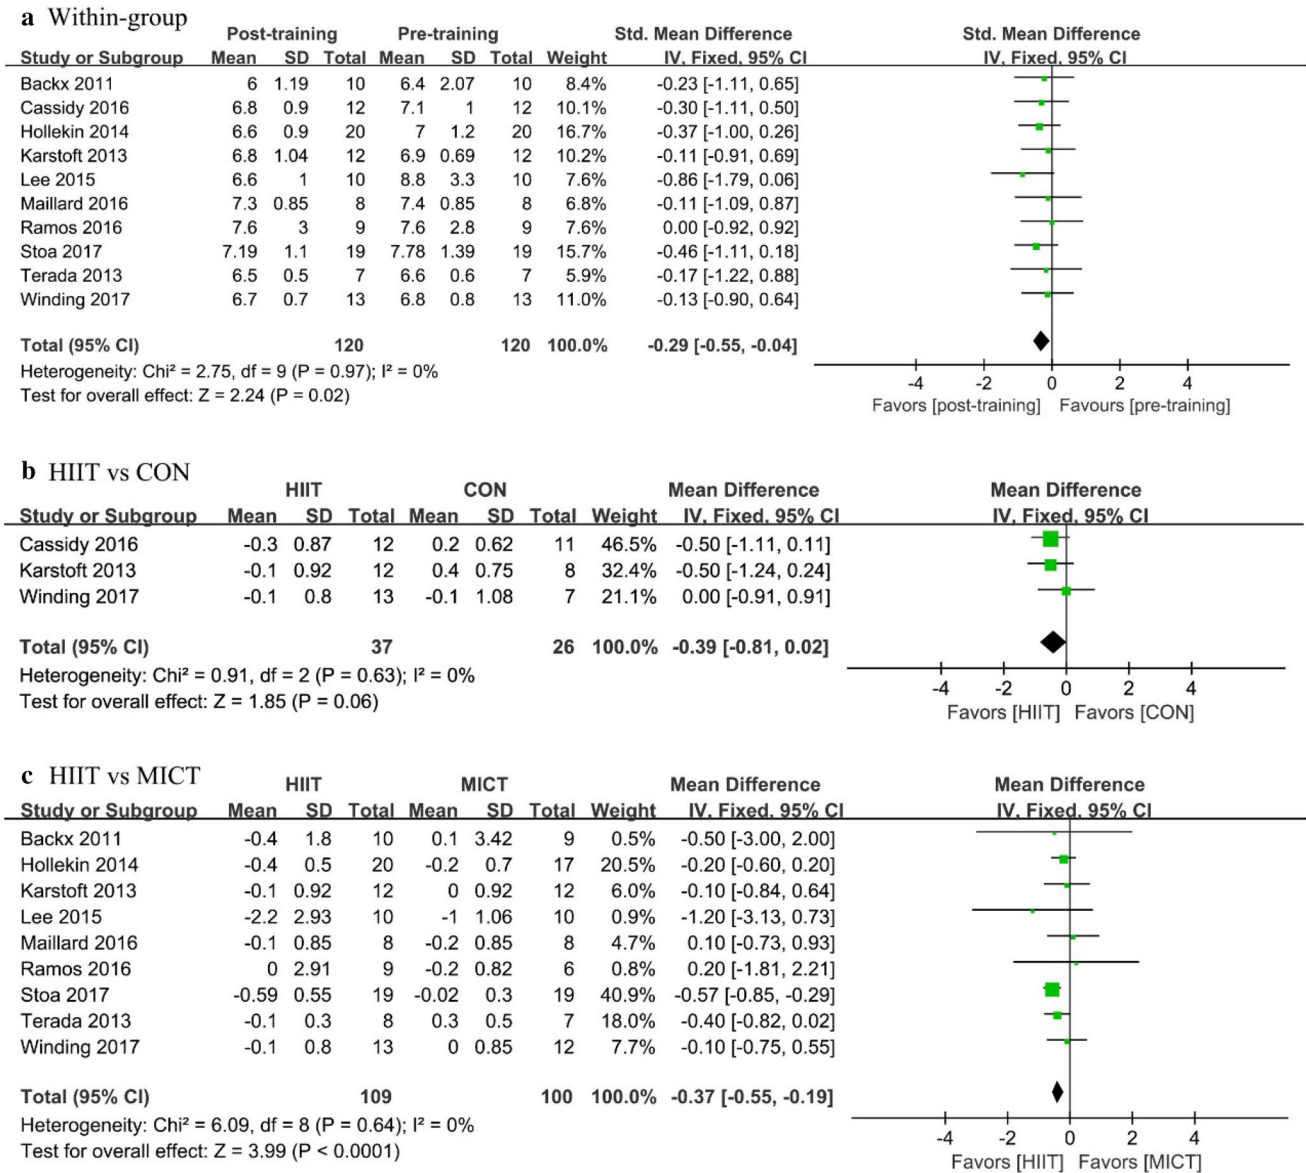 a Within-group
Post-training Pre-training Std. Mean Difference Std. Mean Difference
Study or Subgroup Mean SD Total Mean SD Total Weight IV, Fixed, 95% CI IV, Fixed, 95% CI
Backx 2011 6 1.19 10 6.4 2.07 10 8.4% -0.23 [-1.11, 0.65]
Cassidy 2016 6.8 0.9 12 7.1 1 12 10.1% -0.30 [-1.11, 0.50]
Hollekin 2014 6.6 0.9 20 7 1.2 20 16.7% -0.37 [-1.00, 0.26]
Karstoft 2013 6.8 1.04 12 6.9 0.69 12 10.2% -0.11 [-0.91, 0.69]
Lee 2015 6.6 1 10 8.8 3.3 10 7.6% -0.86 [-1.79, 0.06]
Maillard 2016 7.3 0.85 8 7.4 0.85 8 6.8% -0.11 [-1.09, 0.87]
Ramos 2016 7.6 3 9 7.6 2.8 9 7.6% 0.00 [-0.92, 0.92]
Stoa 2017 7.19 1.1 19 7.78 1.39 19 15.7% -0.46 [-1.11, 0.18]
Terada 2013 6.5 0.5 7 6.6 0.6 7 5.9% -0.17 [-1.22, 0.88]
Winding 2017 6.7 0.7 13 6.8 0.8 13 11.0% -0.13 [-0.90, 0.64]
Total (95% CI) 120 120 100.0% -0.29 [-0.55, -0.04]
Heterogeneity: Chi² = 2.75, df = 9 (P = 0.97); I² = 0%
Test for overall effect: Z = 2.24 (P = 0.02)
-4 -2 0 2 4
Favors [post-training] Favours [pre-training]
b HIIT vs CON
HIIT CON Mean Difference Mean Difference
Study or Subgroup Mean SD Total Mean SD Total Weight IV, Fixed, 95% CI IV, Fixed, 95% CI
Cassidy 2016 -0.3 0.87 12 0.2 0.62 11 46.5% -0.50 [-1.11, 0.11]
Karstoft 2013 -0.1 0.92 12 0.4 0.75 8 32.4% -0.50 [-1.24, 0.24]
Winding 2017 -0.1 0.8 13 -0.1 1.08 7 21.1% 0.00 [-0.91, 0.91]
Total (95% CI) 37 26 100.0% -0.39 [-0.81, 0.02]
Heterogeneity: Chi² = 0.91, df = 2 (P = 0.63); I² = 0%
Test for overall effect: Z = 1.85 (P = 0.06)
-4 -2 0 2 4
Favors [HIIT] Favors [CON]
c HIIT vs MICT
HIIT MICT Mean Difference Mean Difference
Study or Subgroup Mean SD Total Mean SD Total Weight IV, Fixed, 95% CI IV, Fixed, 95% CI
Backx 2011 -0.4 1.8 10 0.1 3.42 9 0.5% -0.50 [-3.00, 2.00]
Hollekin 2014 -0.4 0.5 20 -0.2 0.7 17 20.5% -0.20 [-0.60, 0.20]
Karstoft 2013 -0.1 0.92 12 0 0.92 12 6.0% -0.10 [-0.84, 0.64]
Lee 2015 -2.2 2.93 10 -1 1.06 10 0.9% -1.20 [-3.13, 0.73]
Maillard 2016 -0.1 0.85 8 -0.2 0.85 8 4.7% 0.10 [-0.73, 0.93]
Ramos 2016 0 2.91 9 -0.2 0.82 6 0.8% 0.20 [-1.81, 2.21]
Stoa 2017 -0.59 0.55 19 -0.02 0.3 19 40.9% -0.57 [-0.85, -0.29]
Terada 2013 -0.1 0.3 8 0.3 0.5 7 18.0% -0.40 [-0.82, 0.02]
Winding 2017 -0.1 0.8 13 0 0.85 12 7.7% -0.10 [-0.75, 0.55]
Total (95% CI) 109 100 100.0% -0.37 [-0.55, -0.19]
Heterogeneity: Chi² = 6.09, df = 8 (P = 0.64); I² = 0%
Test for overall effect: Z = 3.99 (P < 0.0001)
-4 -2 0 2 4
Favors [HIIT] Favors [MICT]